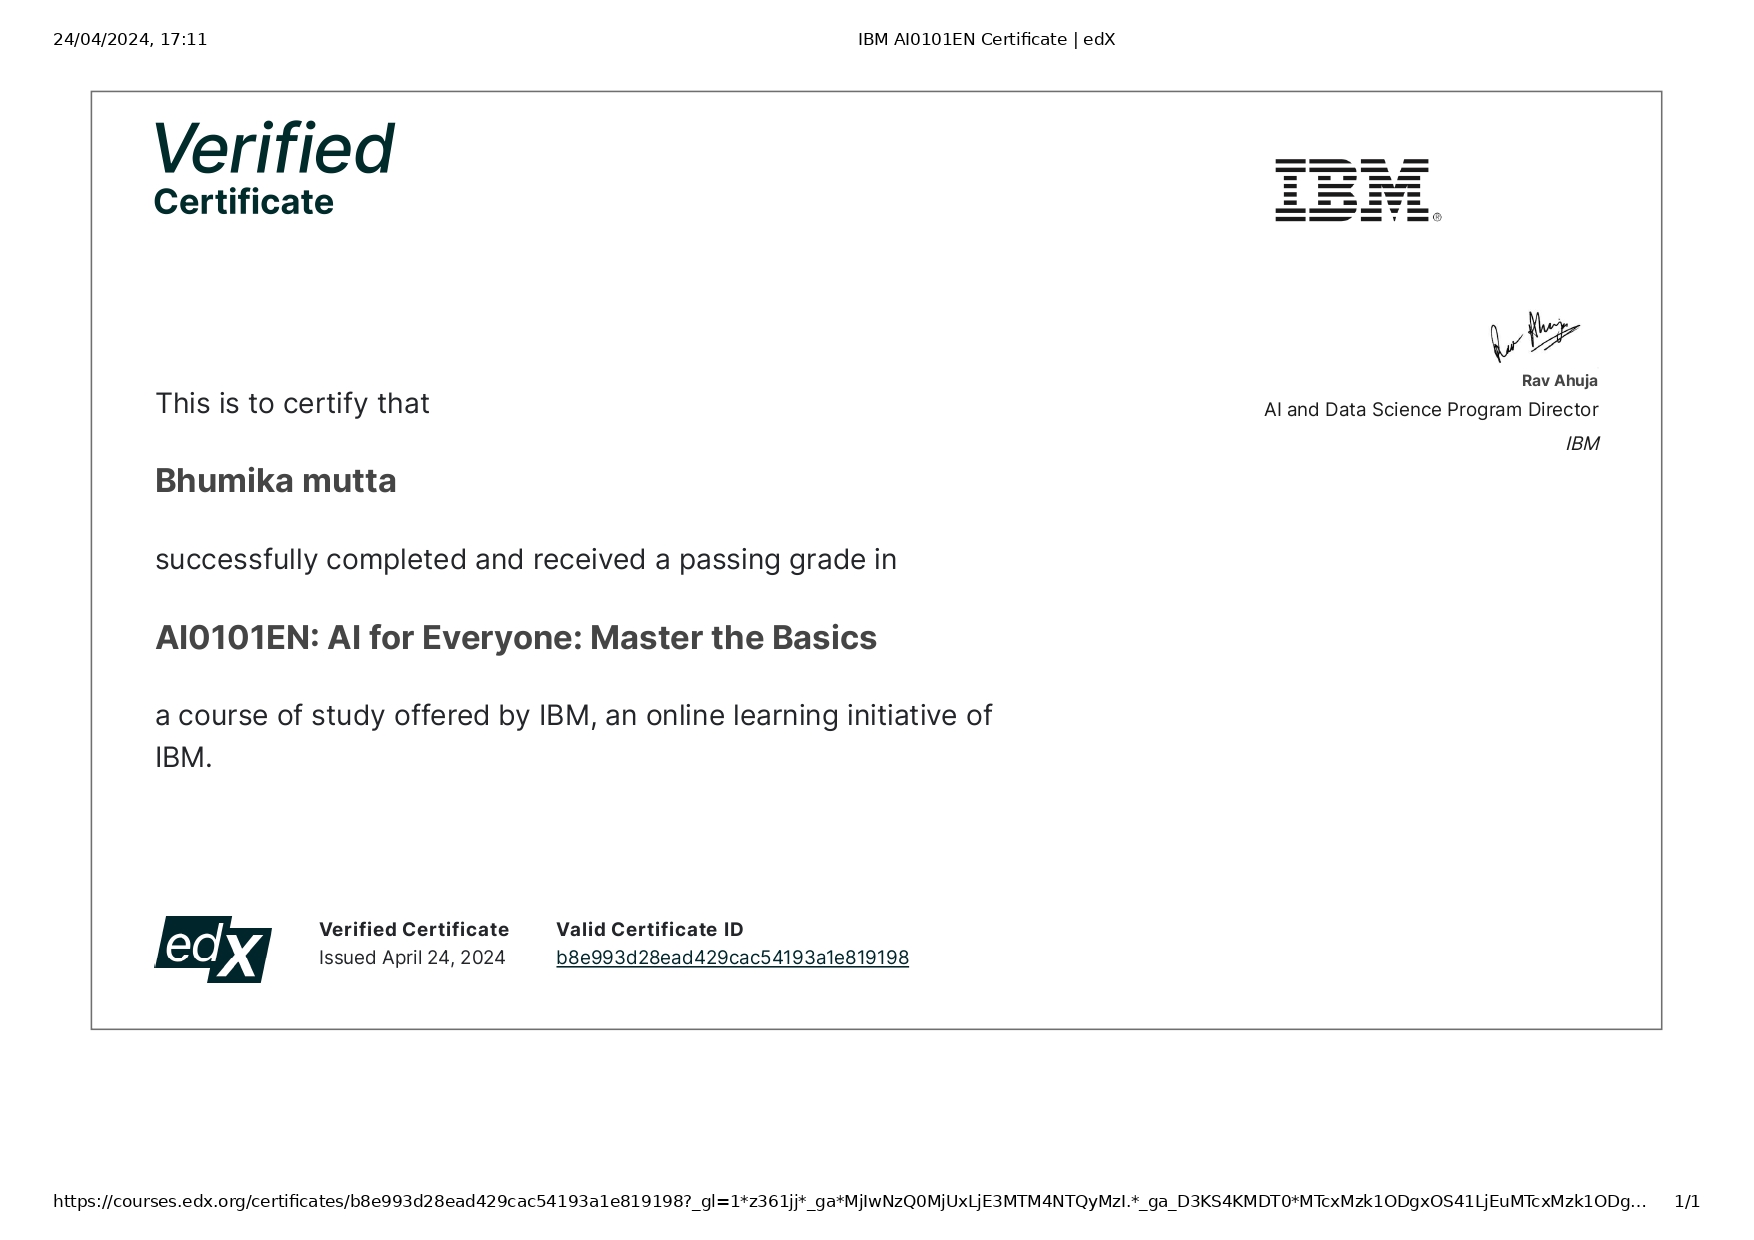 24/04/2024, 17:11
IBM AI0101EN Certificate | edX
Verified
Certificate
IBM®
Rav Ahuja
Rav Ahuja
AI and Data Science Program Director
IBM
This is to certify that
Bhumika mutta
successfully completed and received a passing grade in
AI0101EN: AI for Everyone: Master the Basics
a course of study offered by IBM, an online learning initiative of
IBM.
edX
Verified Certificate
Issued April 24, 2024
Valid Certificate ID
b8e993d28ead429cac54193a1e819198
https://courses.edx.org/certificates/b8e993d28ead429cac54193a1e819198?_gl=1*z361jj*_ga*MjIwNzQ0MjUxLjE3MTM4NTQyMzI.*_ga_D3KS4KMDT0*MTcxMzk1ODgxOS41LjEuMTcxMzk1ODg…
1/1